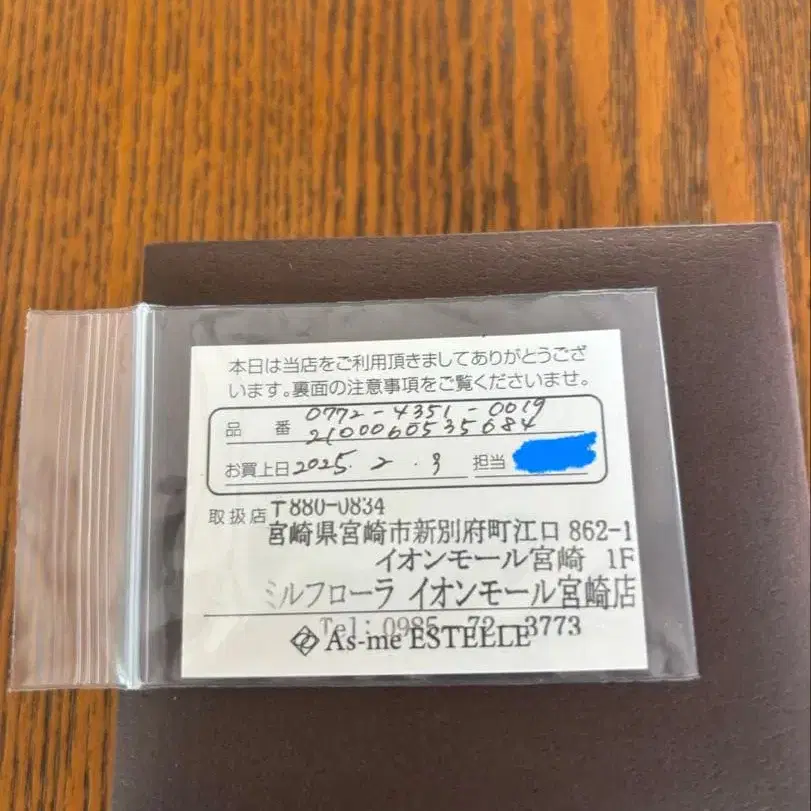 本日は当店をご利用頂きましてありがとうござ
います。裏面の注意事項をご覧くださいませ。
品番 0772-4351-0019
2100060535684
お買上日 2025.2.9 担当
取扱店 〒880-0834
宮崎県宮崎市新別府町江口 862-1
イオンモール宮崎 1F
ミルフローラ イオンモール宮崎店
Tel: 0985-72-3773
As-me ESTELLE